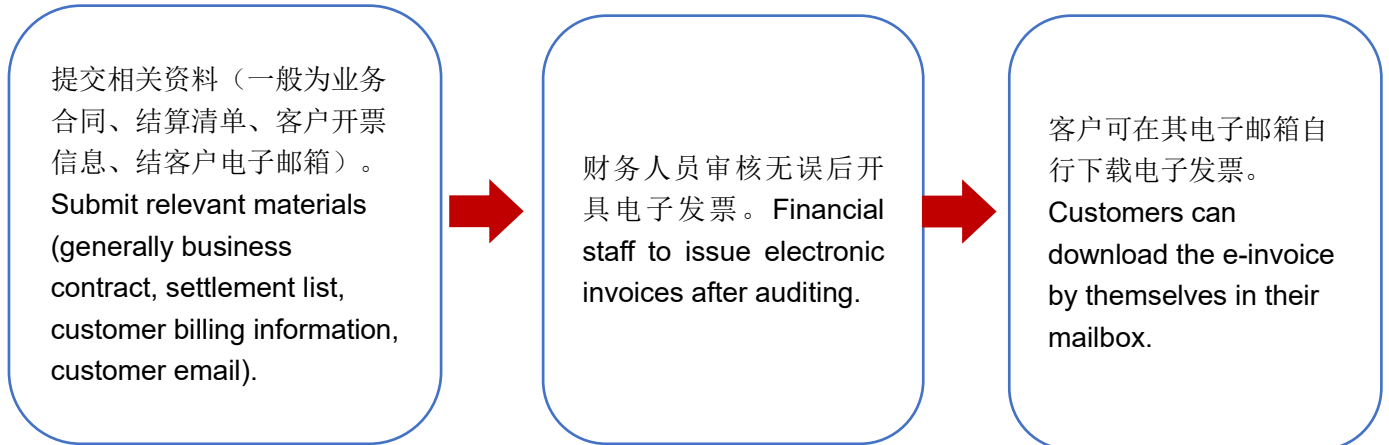 提交相关资料（一般为业务
合同、结算清单、客户开票
信息、结客户电子邮箱）。
Submit relevant materials
(generally business
contract, settlement list,
customer billing information,
customer email).
财务人员审核无误后开
具电子发票。Financial
staff to issue electronic
invoices after auditing.
客户可在其电子邮箱自
行下载电子发票。
Customers can
download the e-invoice
by themselves in their
mailbox.